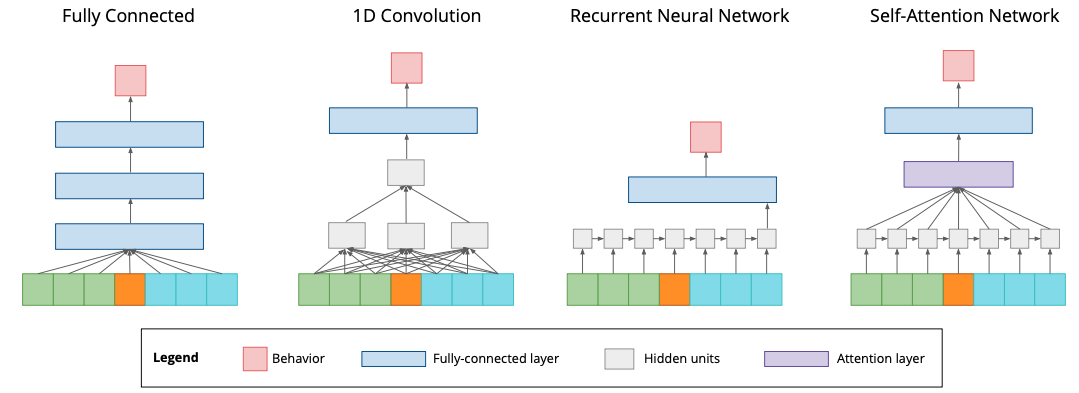 Fully Connected
1D Convolution
Recurrent Neural Network
Self-Attention Network
Legend
Behavior
Fully-connected layer
Hidden units
Attention layer